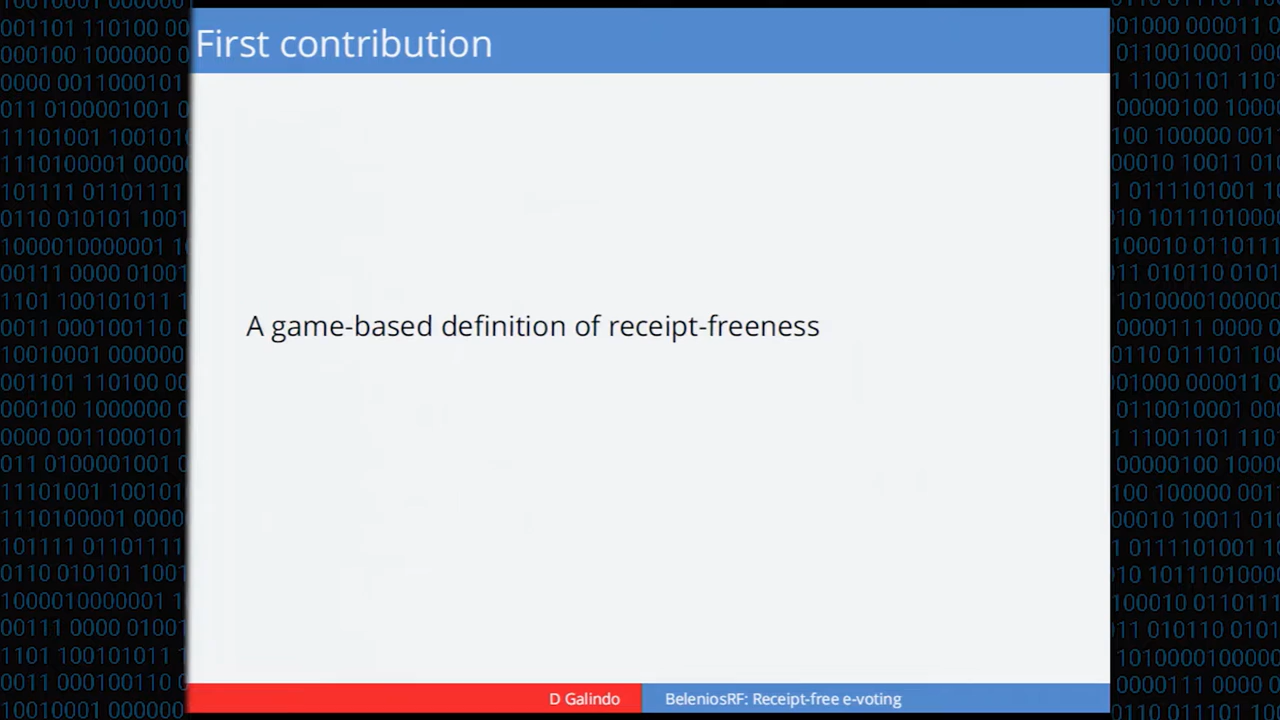 First contribution
A game-based definition of receipt-freeness
D Galindo
BeleniosRF: Receipt-free e-voting